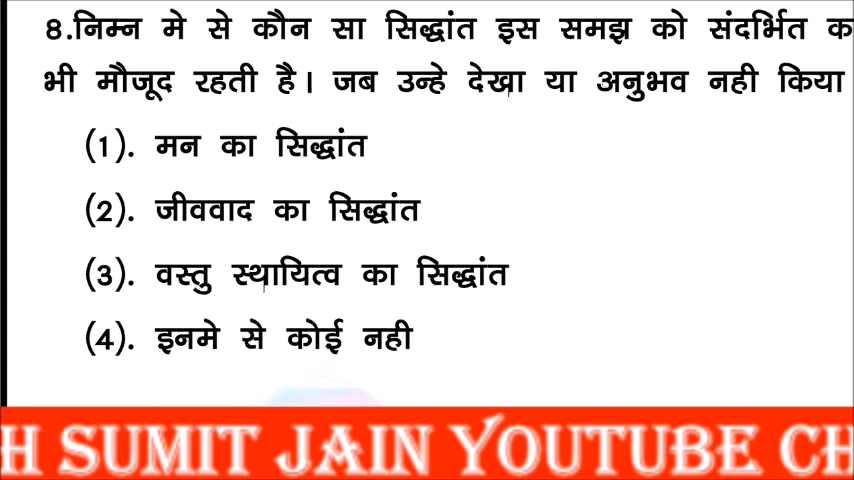 8.निम्न मे से कौन सा सिद्धांत इस समझ को संदर्भित क
भी मौजूद रहती है। जब उन्हे देखा या अनुभव नही किया
(1). मन का सिद्धांत
(2). जीववाद का सिद्धांत
(3). वस्तु स्थायित्व का सिद्धांत
(4). इनमे से कोई नही
H SUMIT JAIN YOUTUBE CH